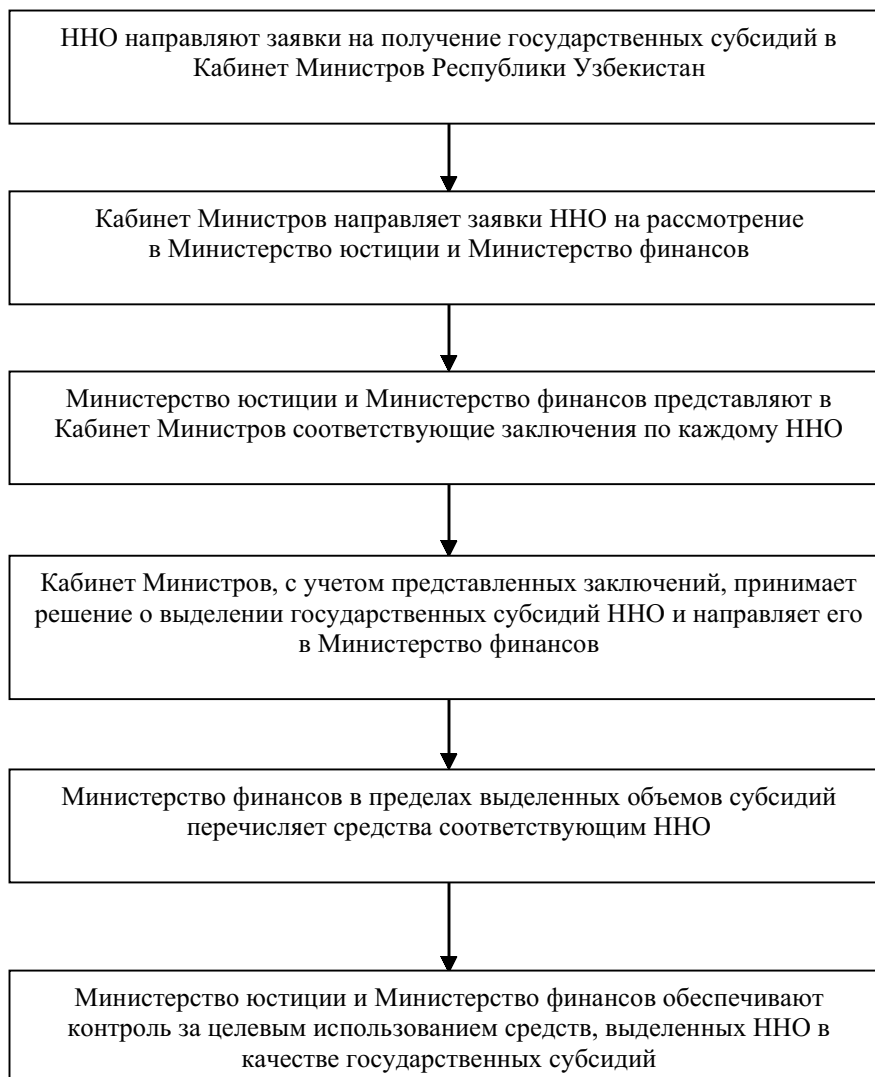 ННО направляют заявки на получение государственных субсидий в
Кабинет Министров Республики Узбекистан
Кабинет Министров направляет заявки ННО на рассмотрение
в Министерство юстиции и Министерство финансов
Министерство юстиции и Министерство финансов представляют в
Кабинет Министров соответствующие заключения по каждому ННО
Кабинет Министров, с учетом представленных заключений, принимает
решение о выделении государственных субсидий ННО и направляет его
в Министерство финансов
Министерство финансов в пределах выделенных объемов субсидий
перечисляет средства соответствующим ННО
Министерство юстиции и Министерство финансов обеспечивают
контроль за целевым использованием средств, выделенных ННО в
качестве государственных субсидий